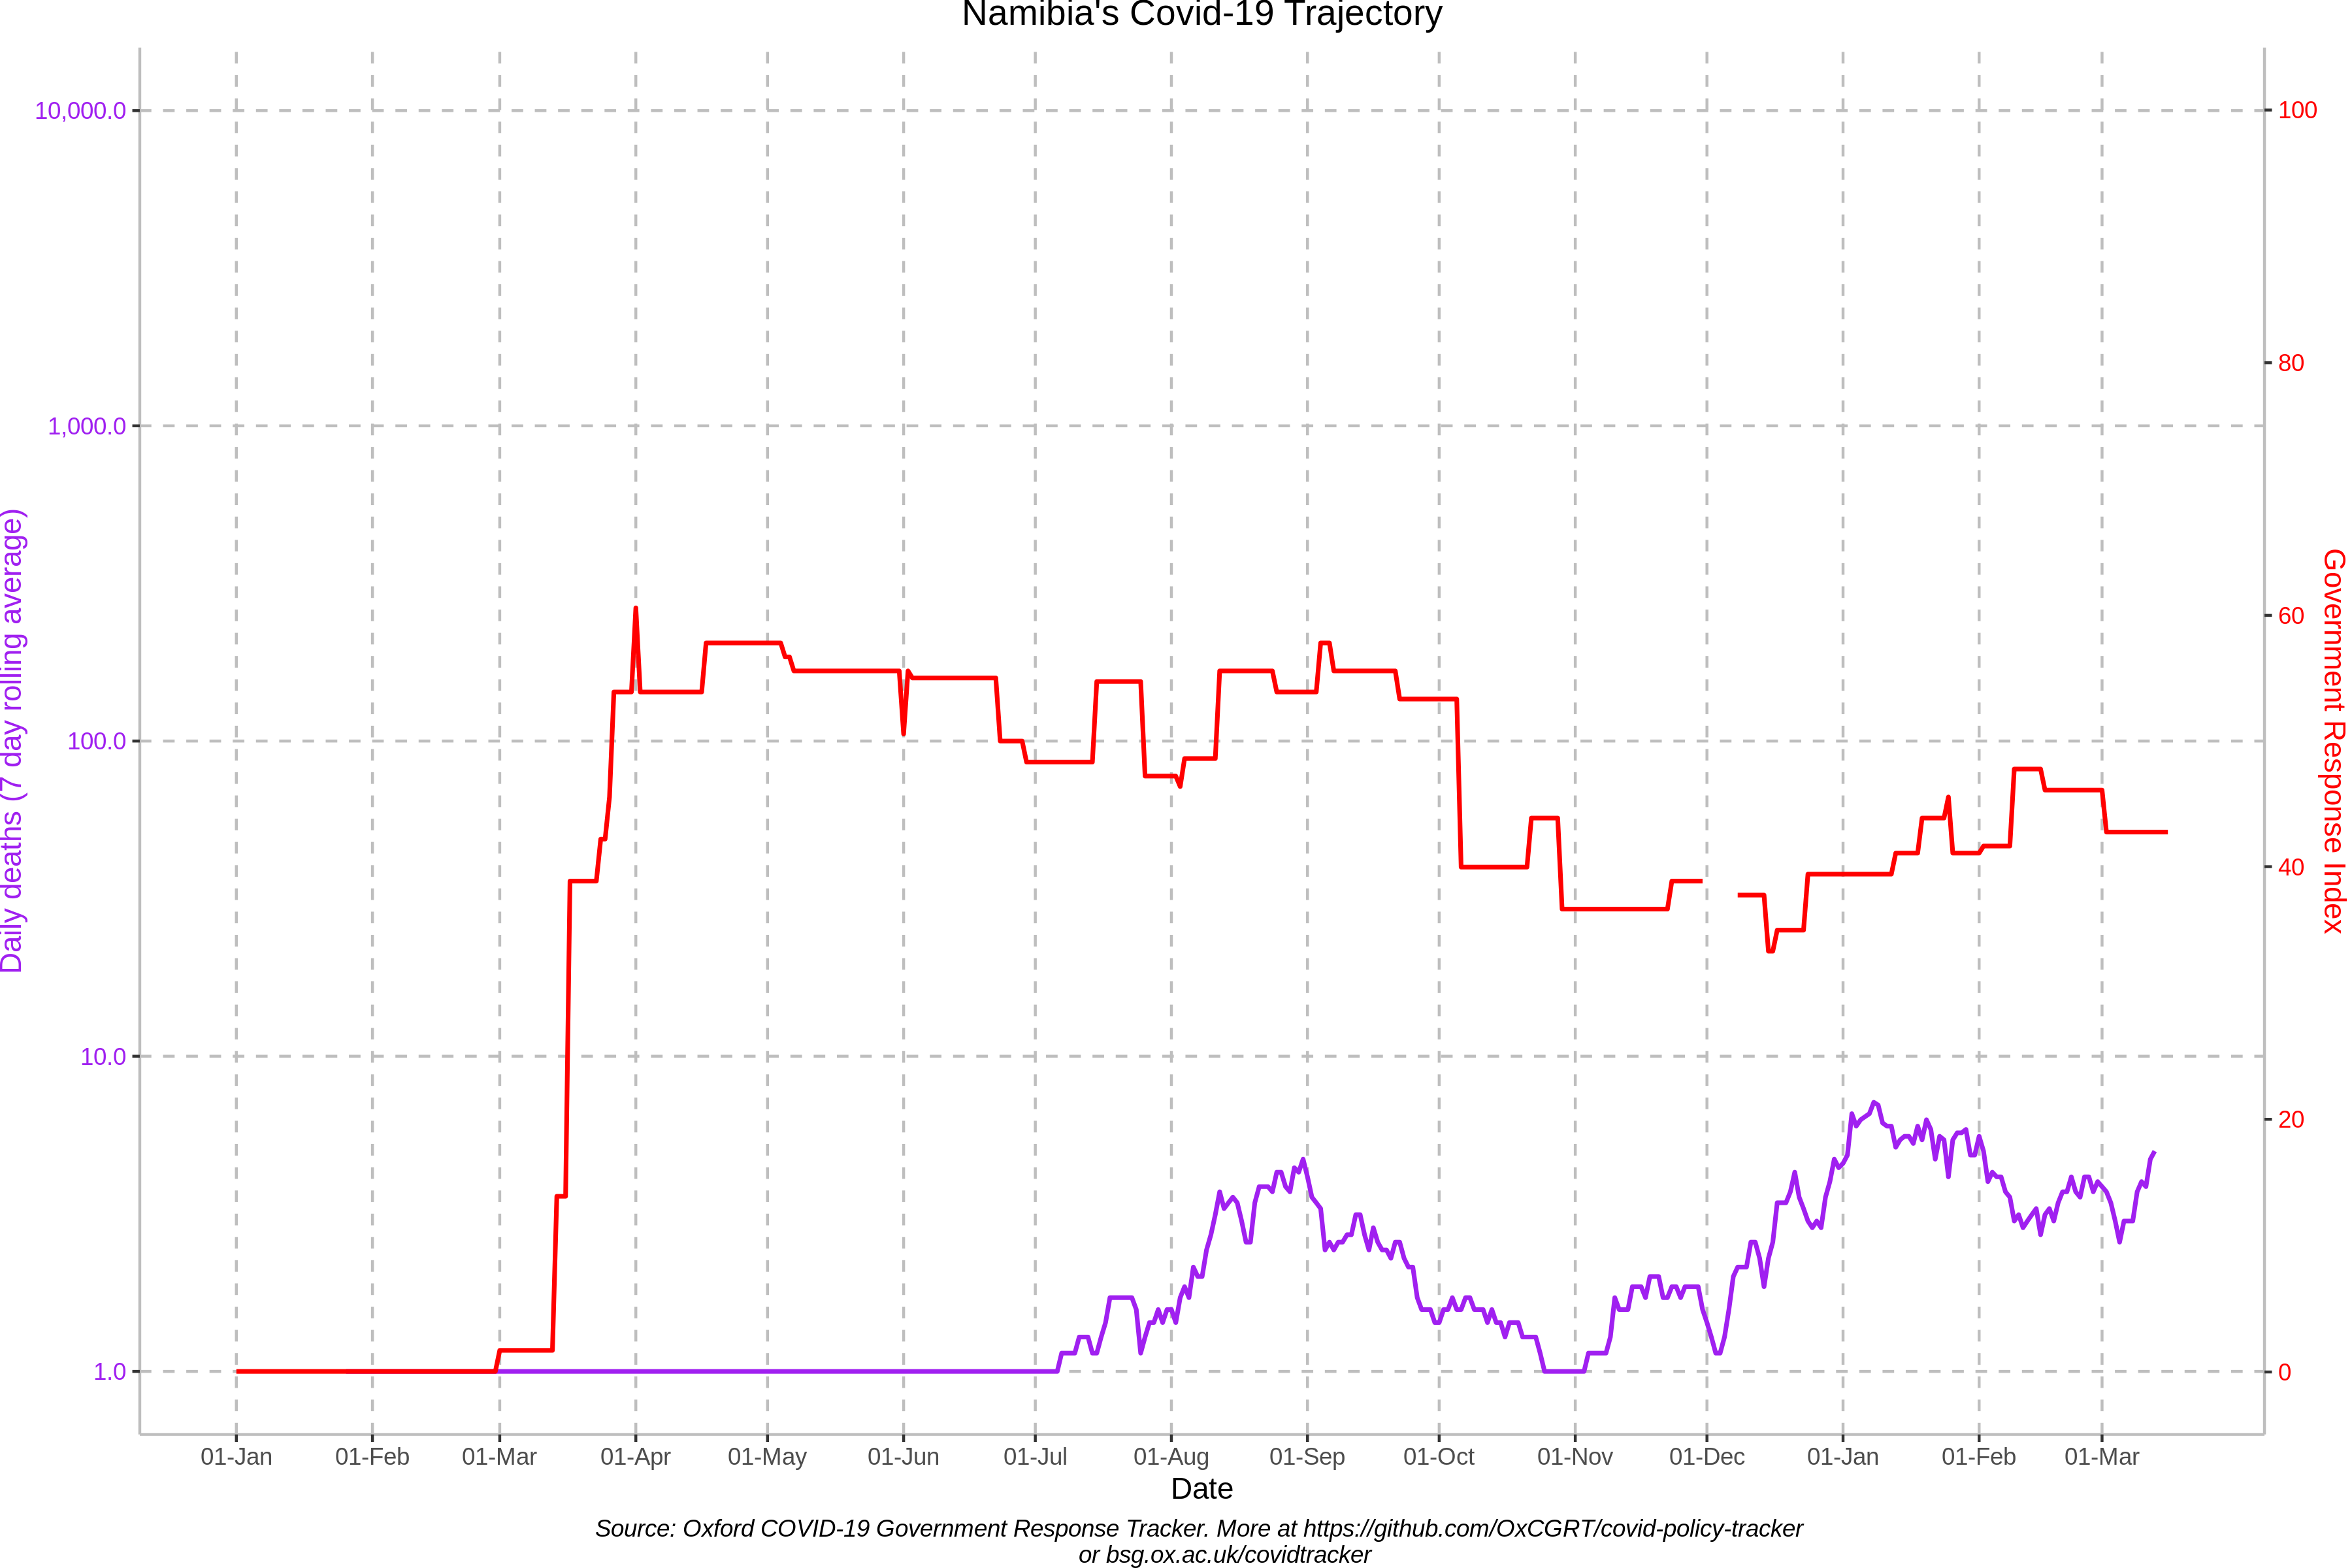 Namibia's Covid-19 Trajectory
10,000.0
1,000.0
100.0
10.0
1.0
Daily deaths (7 day rolling average)
100
80
60
40
20
0
Government Response Index
01-Jan 01-Feb 01-Mar 01-Apr 01-May 01-Jun 01-Jul 01-Aug 01-Sep 01-Oct 01-Nov 01-Dec 01-Jan 01-Feb 01-Mar
Date
Source: Oxford COVID-19 Government Response Tracker. More at https://github.com/OxCGRT/covid-policy-tracker
or bsg.ox.ac.uk/covidtracker